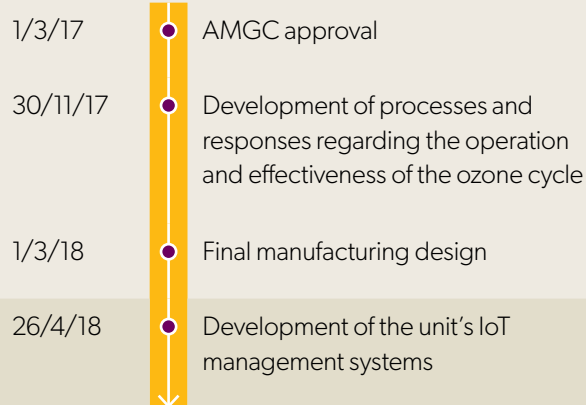 1/3/17 AMGC approval
30/11/17 Development of processes and
responses regarding the operation
and effectiveness of the ozone cycle
1/3/18 Final manufacturing design
26/4/18 Development of the unit's IoT
management systems